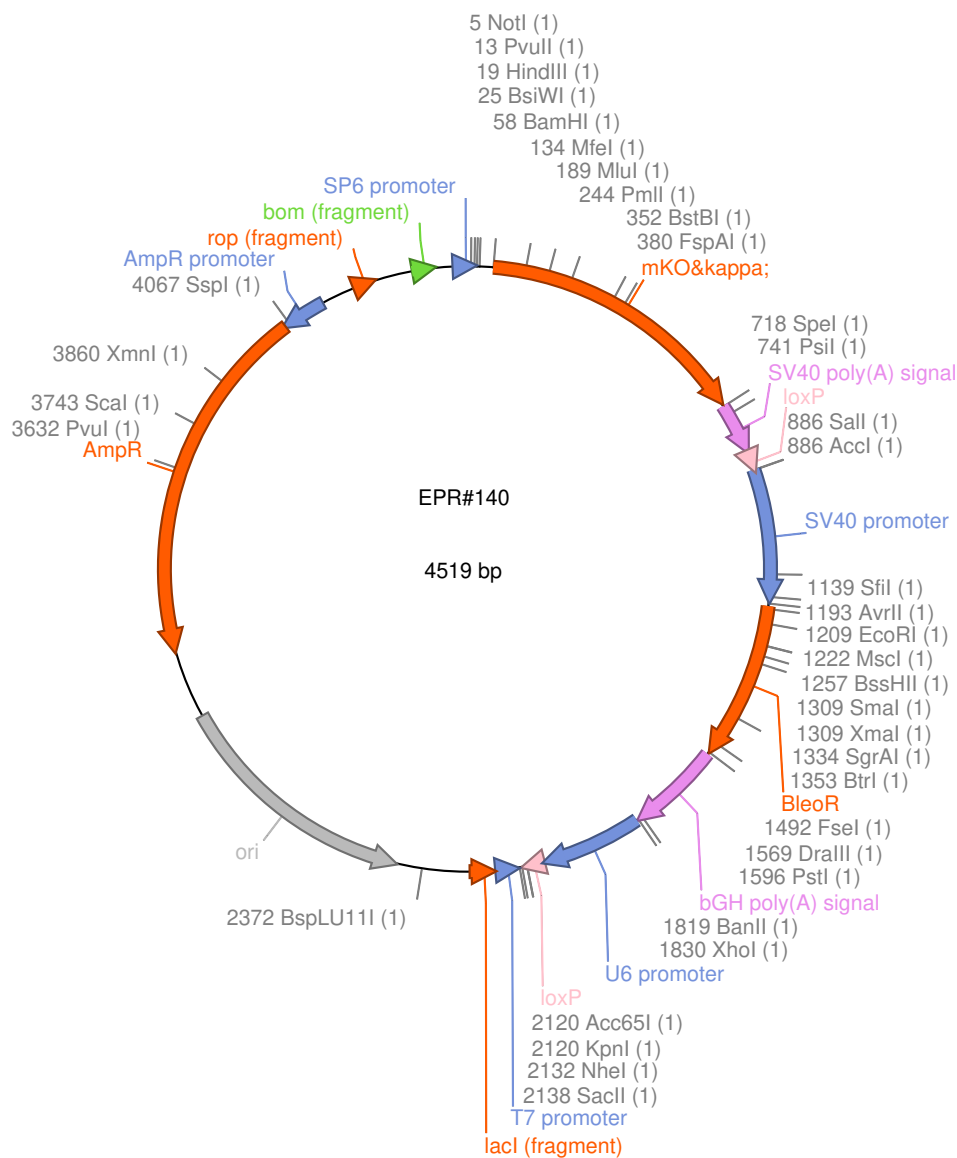 5 NotI (1)
13 PvuII (1)
19 HindIII (1)
25 BsiWI (1)
58 BamHI (1)
134 MfeI (1)
189 MluI (1)
244 PmlI (1)
352 BstBI (1)
380 FspAI (1)
mKO&kappa;
718 SpeI (1)
741 PsiI (1)
SV40 poly(A) signal
loxP
886 SalI (1)
886 AccI (1)
SV40 promoter
1139 SfiI (1)
1193 AvrII (1)
1209 EcoRI (1)
1222 MscI (1)
1257 BssHII (1)
1309 SmaI (1)
1309 XmaI (1)
1334 SgrAI (1)
1353 BtrI (1)
BleoR
1492 FseI (1)
1569 DraIII (1)
1596 PstI (1)
bGH poly(A) signal
1819 BanII (1)
1830 XhoI (1)
U6 promoter
loxP
2120 Acc65I (1)
2120 KpnI (1)
2132 NheI (1)
2138 SacII (1)
T7 promoter
lacI (fragment)
2372 BspLU11I (1)
ori
AmpR
3632 PvuI (1)
3743 ScaI (1)
3860 XmnI (1)
4067 SspI (1)
AmpR promoter
rop (fragment)
bom (fragment)
SP6 promoter
EPR#140
4519 bp